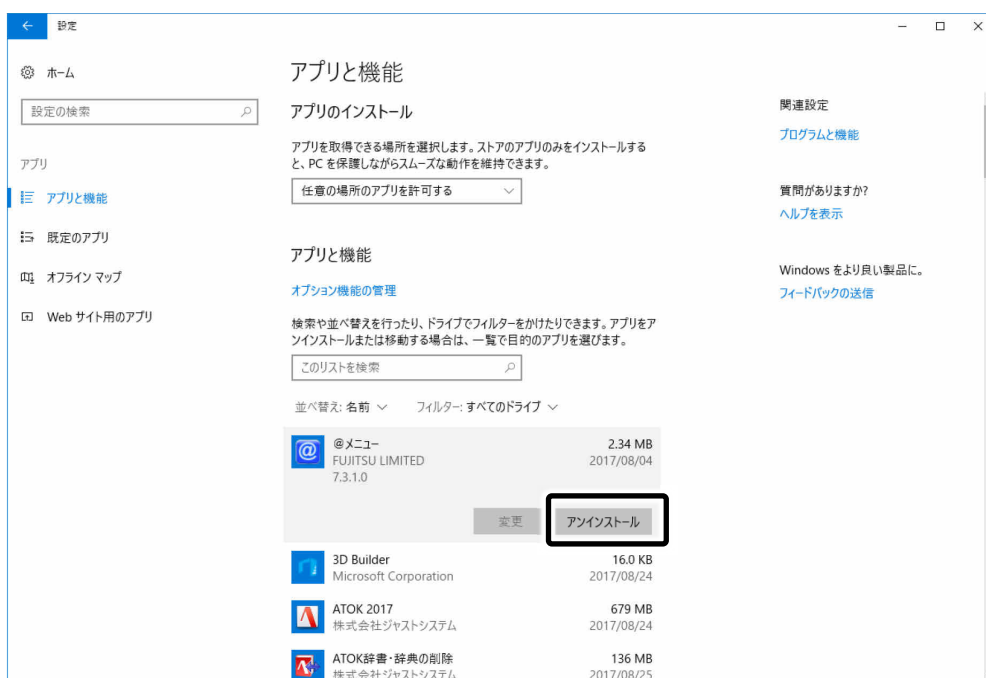 設定
ホーム
設定の検索
アプリ
アプリと機能
既定のアプリ
オフライン マップ
Web サイト用のアプリ
アプリと機能
アプリのインストール
アプリを取得できる場所を選択します。ストアのアプリのみをインストールする
と、PC を保護しながらスムーズな動作を維持できます。
任意の場所のアプリを許可する
アプリと機能
オプション機能の管理
検索や並べ替えを行ったり、ドライブでフィルターをかけたりできます。アプリをア
ンインストールまたは移動する場合は、一覧で目的のアプリを選びます。
このリストを検索
並べ替え: 名前 フィルター: すべてのドライブ
@メニュー 2.34 MB
FUJITSU LIMITED 2017/08/04
7.3.1.0
変更 アンインストール
3D Builder 16.0 KB
Microsoft Corporation 2017/08/24
ATOK 2017 679 MB
株式会社ジャストシステム 2017/08/24
ATOK辞書・辞典の削除 136 MB
株式会社ジャストシステム 2017/08/25
関連設定
プログラムと機能
質問がありますか?
ヘルプを表示
Windows をより良い製品に。
フィードバックの送信